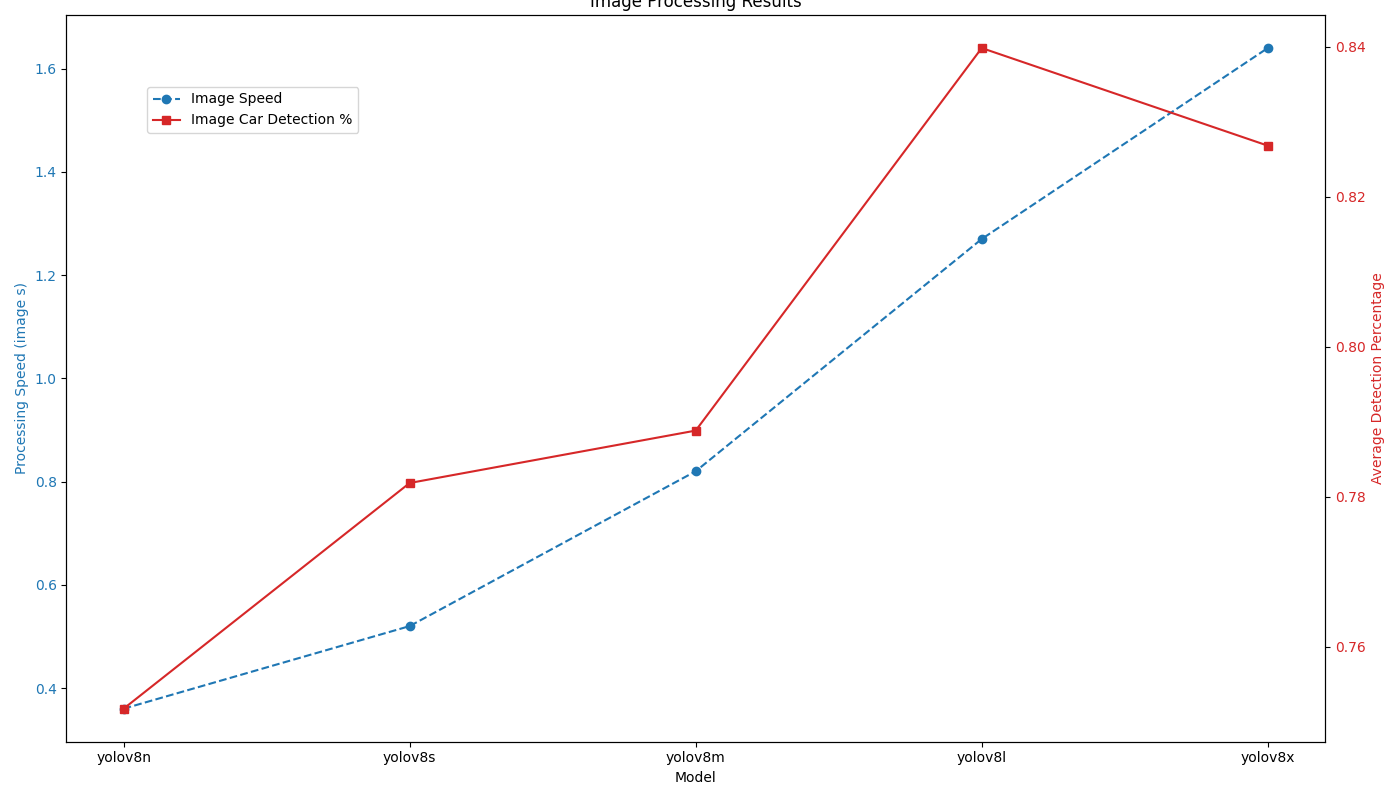 Image Processing Results
Image Speed
Image Car Detection %
1.6
1.4
1.2
1.0
0.8
0.6
0.4
Processing Speed (image s)
0.84
0.82
0.80
0.78
0.76
Average Detection Percentage
yolov8n yolov8s yolov8m yolov8l yolov8x
Model